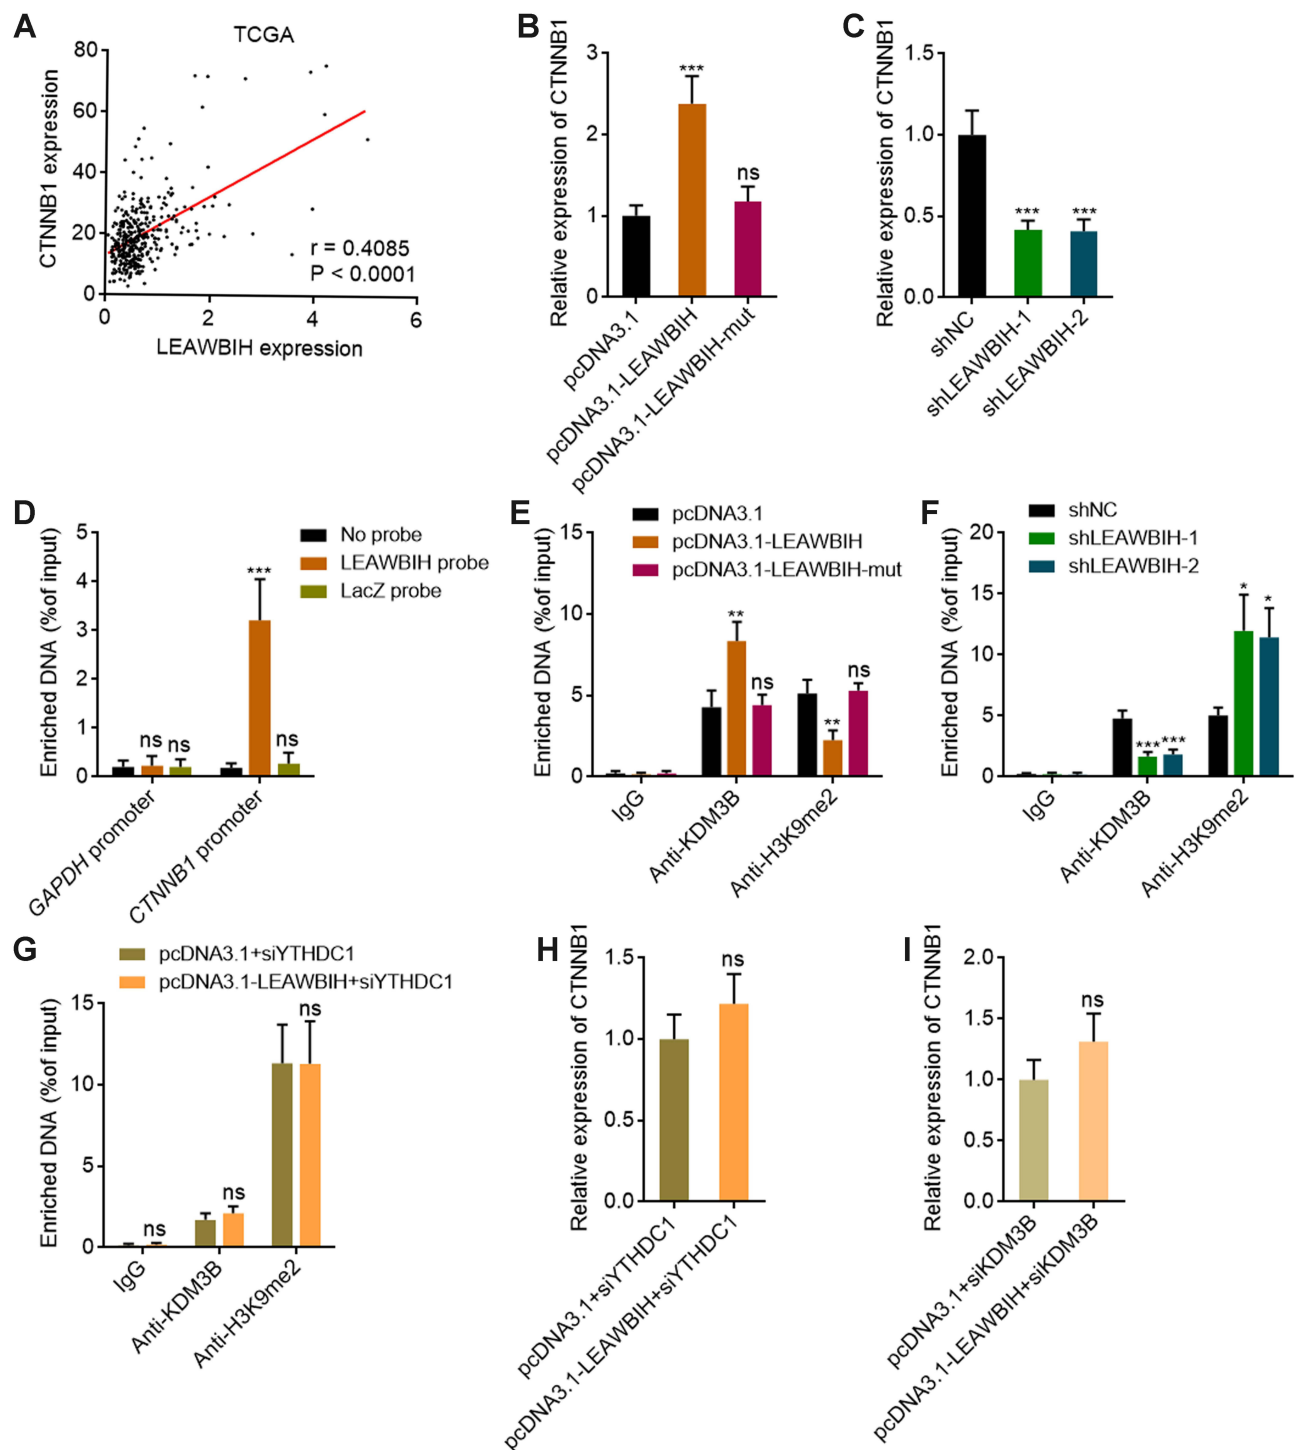 A
TCGA
CTNNB1 expression
80
60
40
20
0
r = 0.4085
P < 0.0001
0 2 4 6
LEAWBIH expression
B
Relative expression of CTNNB1
3
2
1
0
***
ns
pcDNA3.1
pcDNA3.1-LEAWBIH
pcDNA3.1-LEAWBIH-mut
C
Relative expression of CTNNB1
1.5
1.0
0.5
0.0
*** ***
shNC
shLEAWBIH-1
shLEAWBIH-2
D
Enriched DNA (%of input)
5
4
3
2
1
0
No probe
LEAWBIH probe
LacZ probe
ns ns
***
ns
GAPDH promoter
CTNNB1 promoter
E
Enriched DNA (%of input)
15
10
5
0
pcDNA3.1
pcDNA3.1-LEAWBIH
pcDNA3.1-LEAWBIH-mut
**
ns
**
ns
IgG
Anti-KDM3B
Anti-H3K9me2
F
Enriched DNA (%of input)
20
15
10
5
0
shNC
shLEAWBIH-1
shLEAWBIH-2
*** ***
* *
IgG
Anti-KDM3B
Anti-H3K9me2
G
pcDNA3.1+siYTHDC1
pcDNA3.1-LEAWBIH+siYTHDC1
Enriched DNA (%of input)
15
10
5
0
ns
ns
ns
IgG
Anti-KDM3B
Anti-H3K9me2
H
Relative expression of CTNNB1
1.5
1.0
0.5
0.0
ns
pcDNA3.1+siYTHDC1
pcDNA3.1-LEAWBIH+siYTHDC1
I
Relative expression of CTNNB1
2.0
1.5
1.0
0.5
0.0
ns
pcDNA3.1+siKDM3B
pcDNA3.1-LEAWBIH+siKDM3B